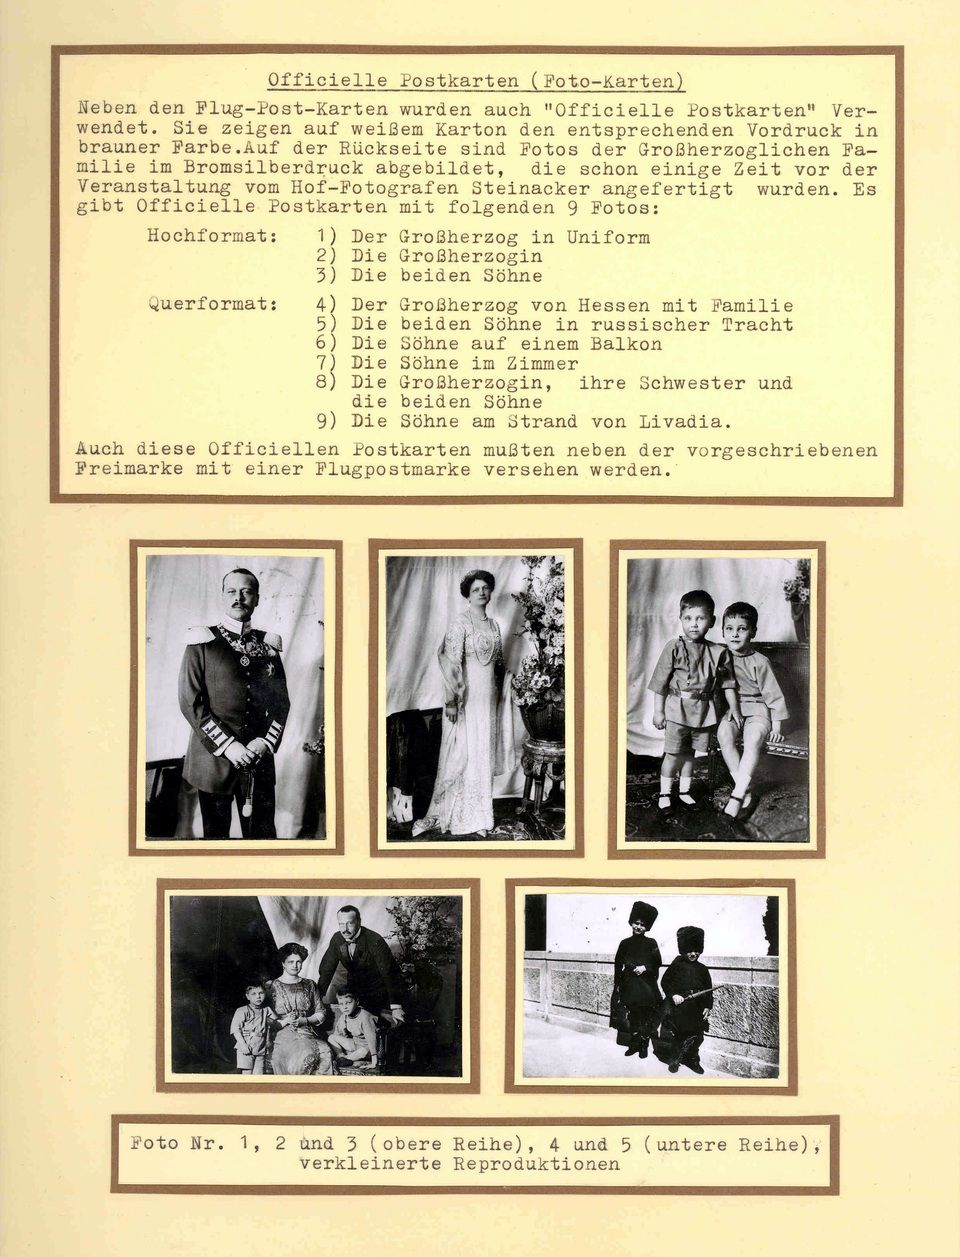 Officielle Postkarten (Foto-Karten)
Neben den Flug-Post-Karten wurden auch "Officielle Postkarten" Ver-
wendet. Sie zeigen auf weißem Karton den entsprechenden Vordruck in
brauner Farbe.Auf der Rückseite sind Fotos der Großherzoglichen Fa-
milie im Bromsilberdruck abgebildet, die schon einige Zeit vor der
Veranstaltung vom Hof-Fotografen Steinacker angefertigt wurden. Es
gibt Officielle Postkarten mit folgenden 9 Fotos:
Hochformat: 1) Der Großherzog in Uniform
2) Die Großherzogin
3) Die beiden Söhne
Querformat: 4) Der Großherzog von Hessen mit Familie
5) Die beiden Söhne in russischer Tracht
6) Die Söhne auf einem Balkon
7) Die Söhne im Zimmer
8) Die Großherzogin, ihre Schwester und
die beiden Söhne
9) Die Söhne am Strand von Livadia.
Auch diese Officiellen Postkarten mußten neben der vorgeschriebenen
Freimarke mit einer Flugpostmarke versehen werden.
Foto Nr. 1, 2 und 3 (obere Reihe), 4 und 5 (untere Reihe),
verkleinerte Reproduktionen